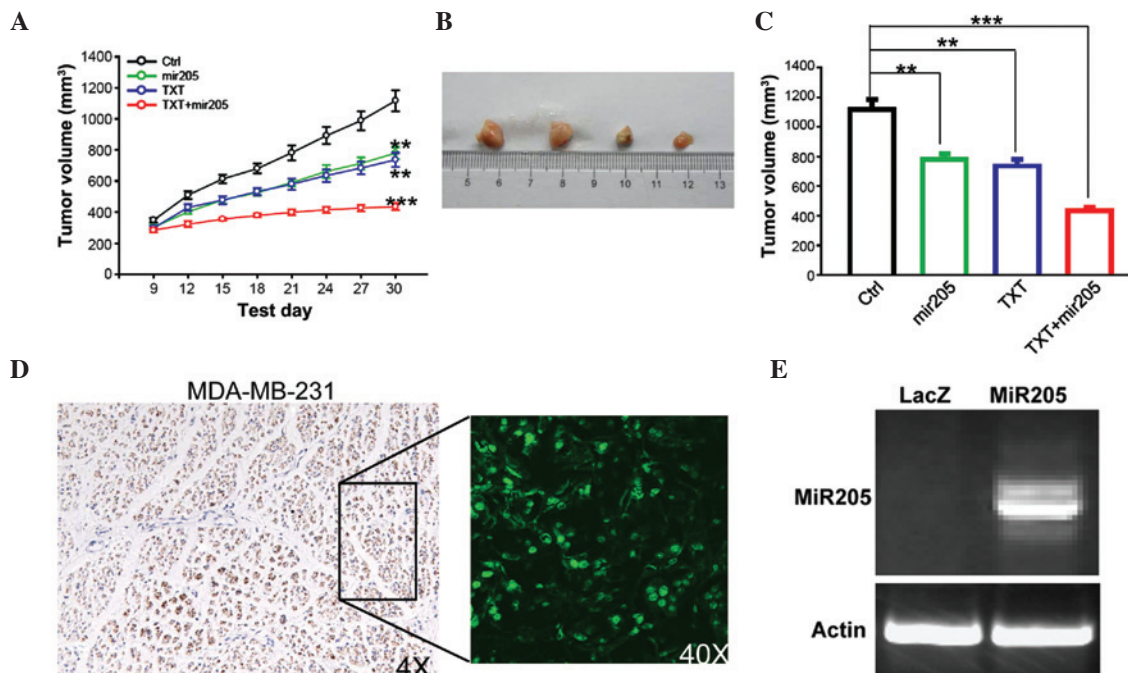 A
Tumor volume (mm³)
1400
1200
1000
800
600
400
200
0
Ctrl
mir205
TXT
TXT+mir205
**
**
***
9 12 15 18 21 24 27 30
Test day
B
5 6 7 8 9 10 11 12 13
C
Tumor volume (mm³)
1400
1200
1000
800
600
400
200
0
***
**
**
Ctrl
mir205
TXT
TXT+mir205
D
MDA-MB-231
4X
40X
E
LacZ MiR205
MiR205
Actin